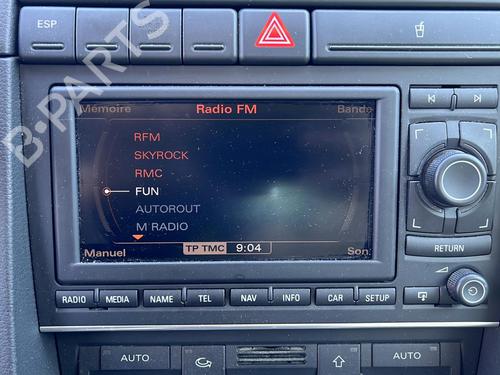 ESP
B-PARTS
Mémoire Radio FM Bande
RFM
SKYROCK
RMC
FUN
AUTOROUT
M RADIO
Manuel TP TMC 9:04 Son
RETURN
RADIO MEDIA NAME TEL NAV INFO CAR SETUP
AUTO AUTO